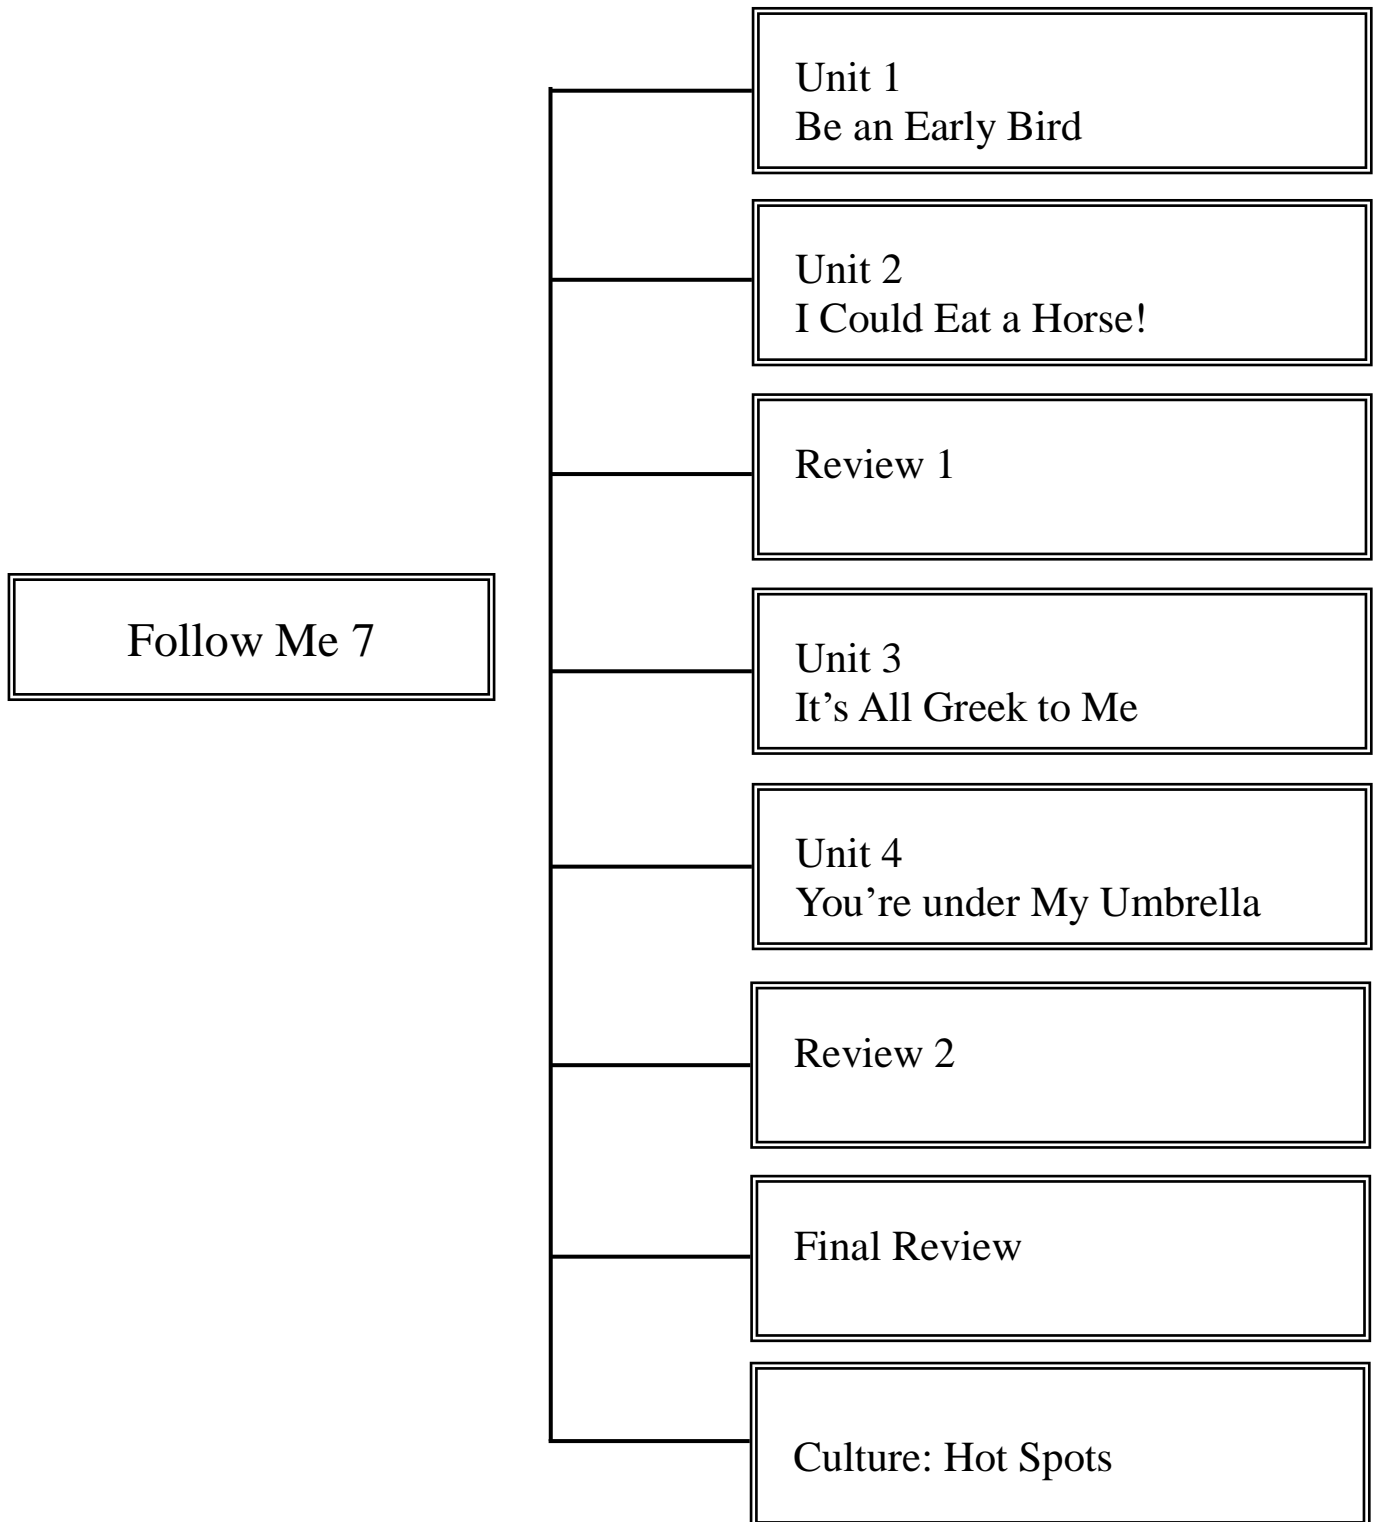 Follow Me 7
Unit 1
Be an Early Bird
Unit 2
I Could Eat a Horse!
Review 1
Unit 3
It’s All Greek to Me
Unit 4
You’re under My Umbrella
Review 2
Final Review
Culture: Hot Spots